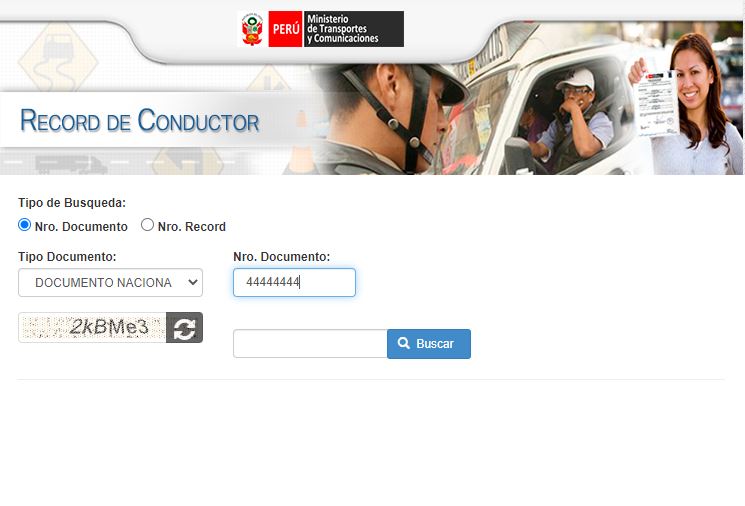 PERÚ
Ministerio
de Transportes
y Comunicaciones
RECORD DE CONDUCTOR
Tipo de Busqueda:
Nro. Documento Nro. Record
Tipo Documento: Nro. Documento:
DOCUMENTO NACIONA 44444444
2kBMe3
Buscar